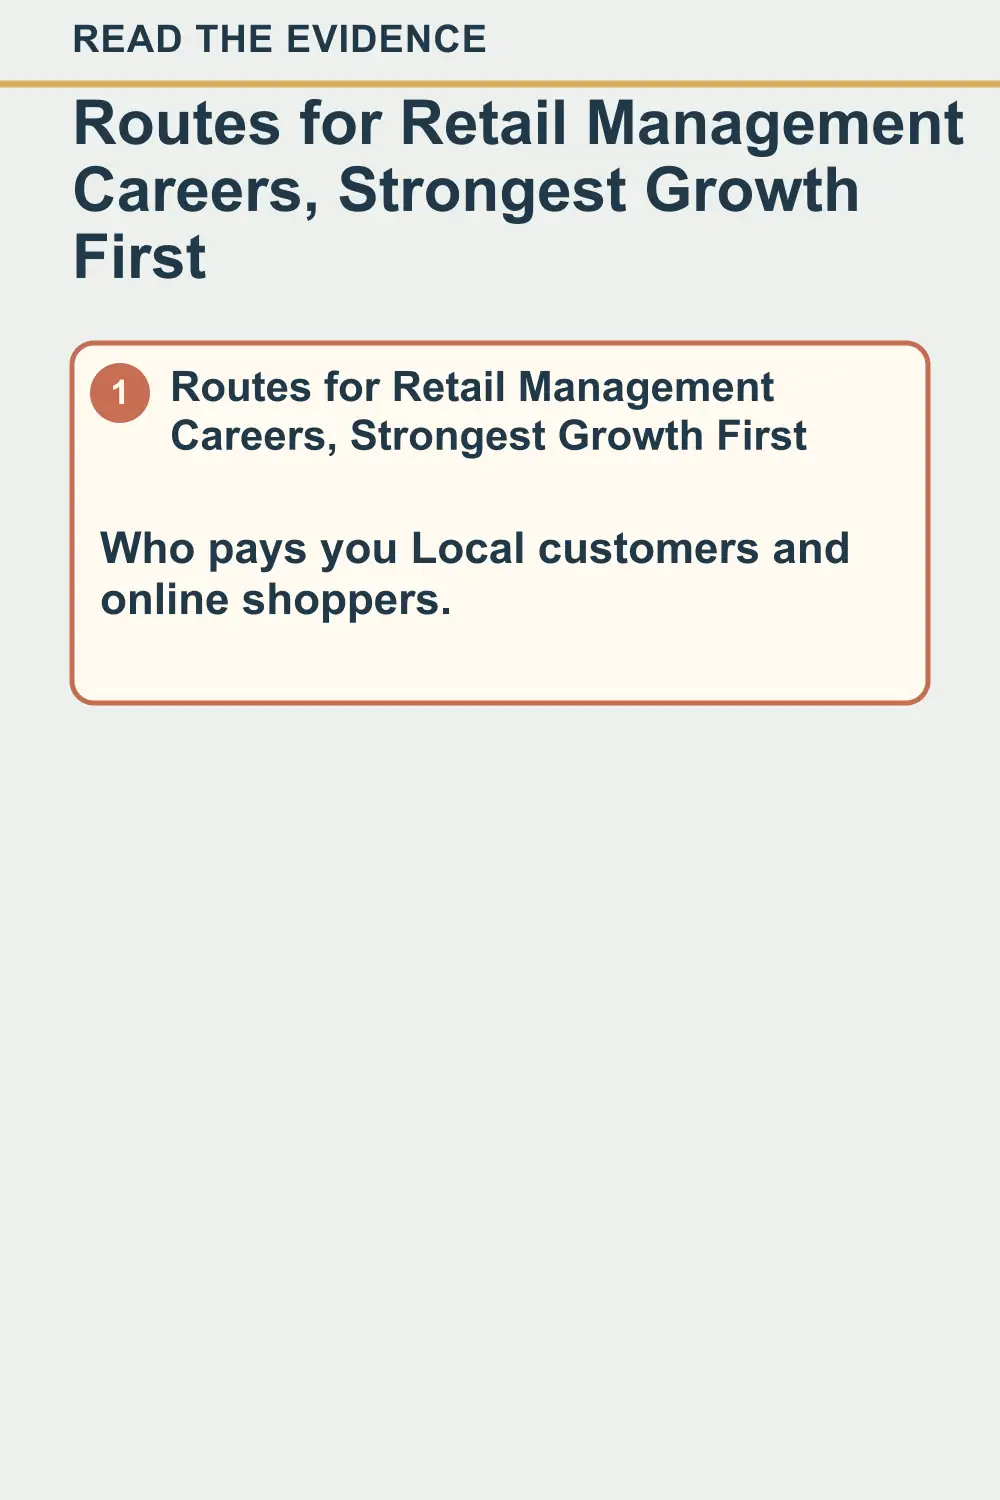 READ THE EVIDENCE
Routes for Retail Management
Careers, Strongest Growth
First
1
Routes for Retail Management
Careers, Strongest Growth First
Who pays you Local customers and
online shoppers.